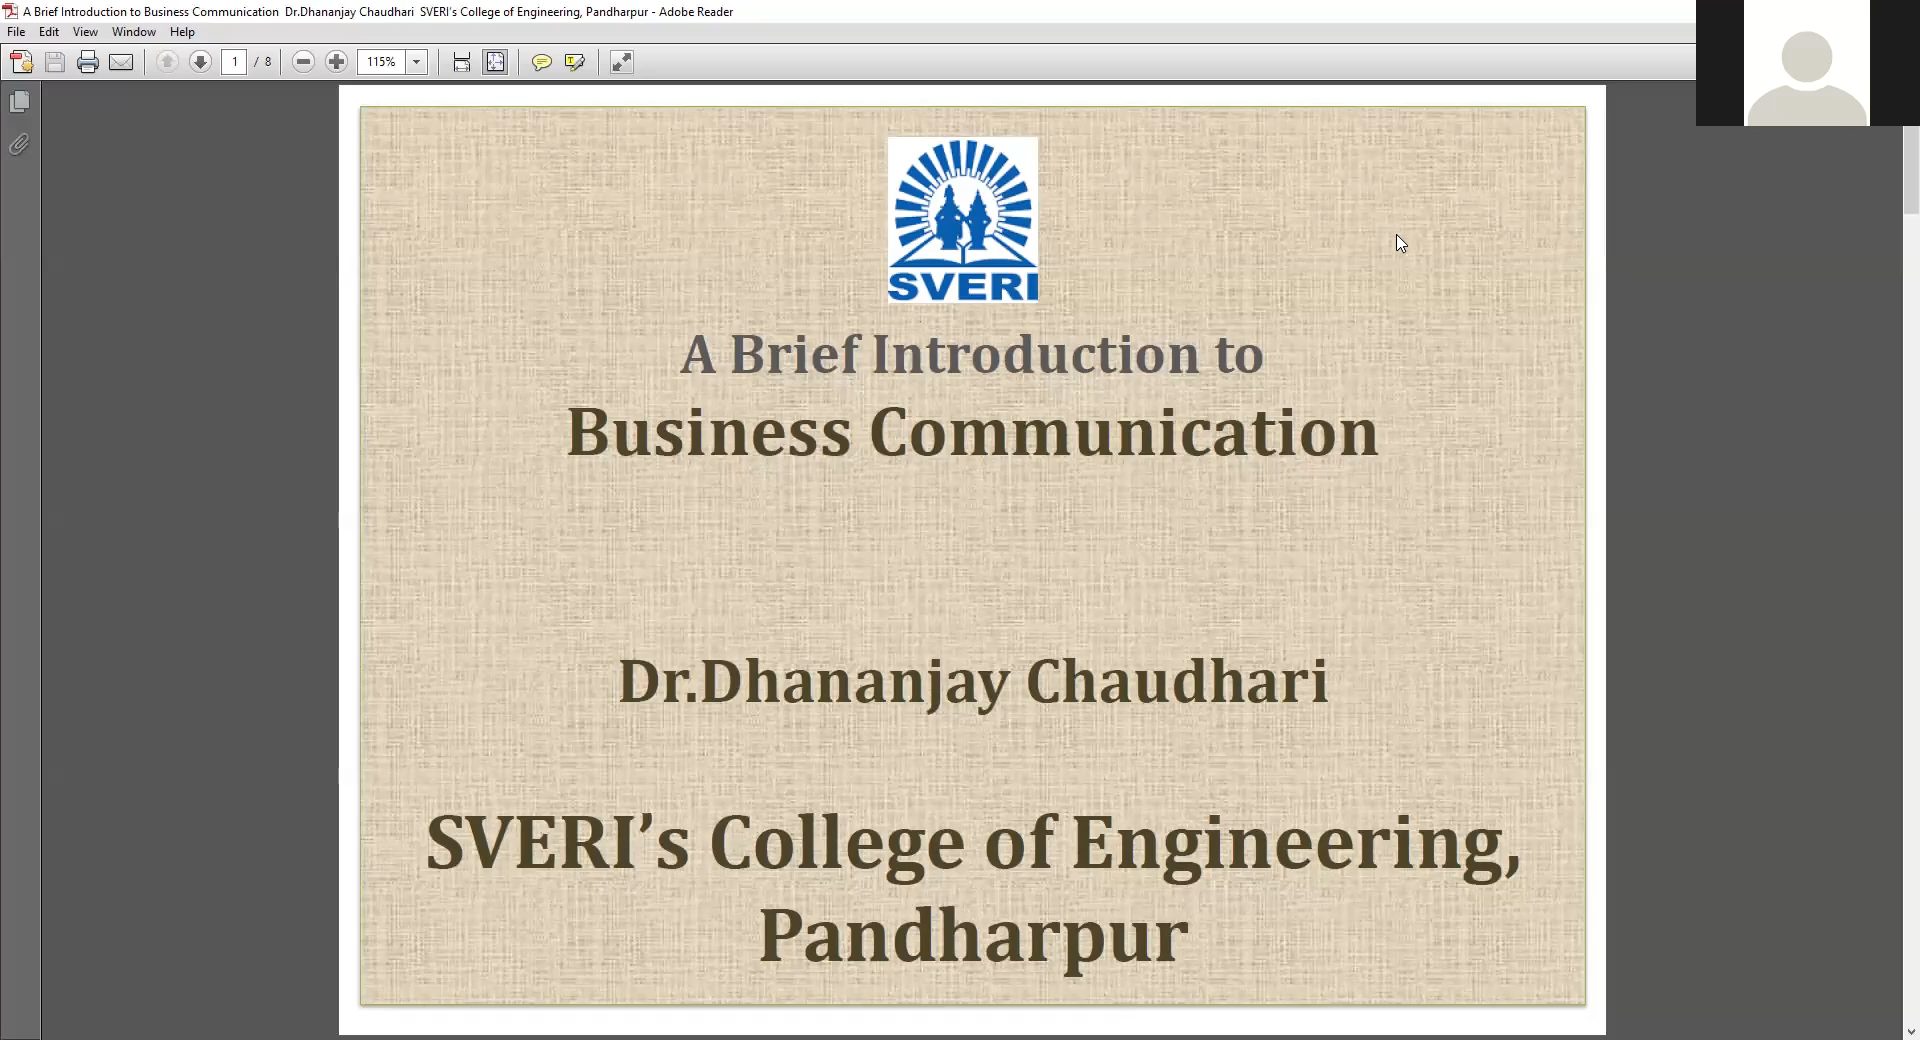 A Brief Introduction to Business Communication  Dr.Dhananjay Chaudhari  SVERI's College of Engineering, Pandharpur - Adobe Reader
File Edit View Window Help
1 / 8 115%
SVERI
A Brief Introduction to
Business Communication
Dr.Dhananjay Chaudhari
SVERI’s College of Engineering,
Pandharpur